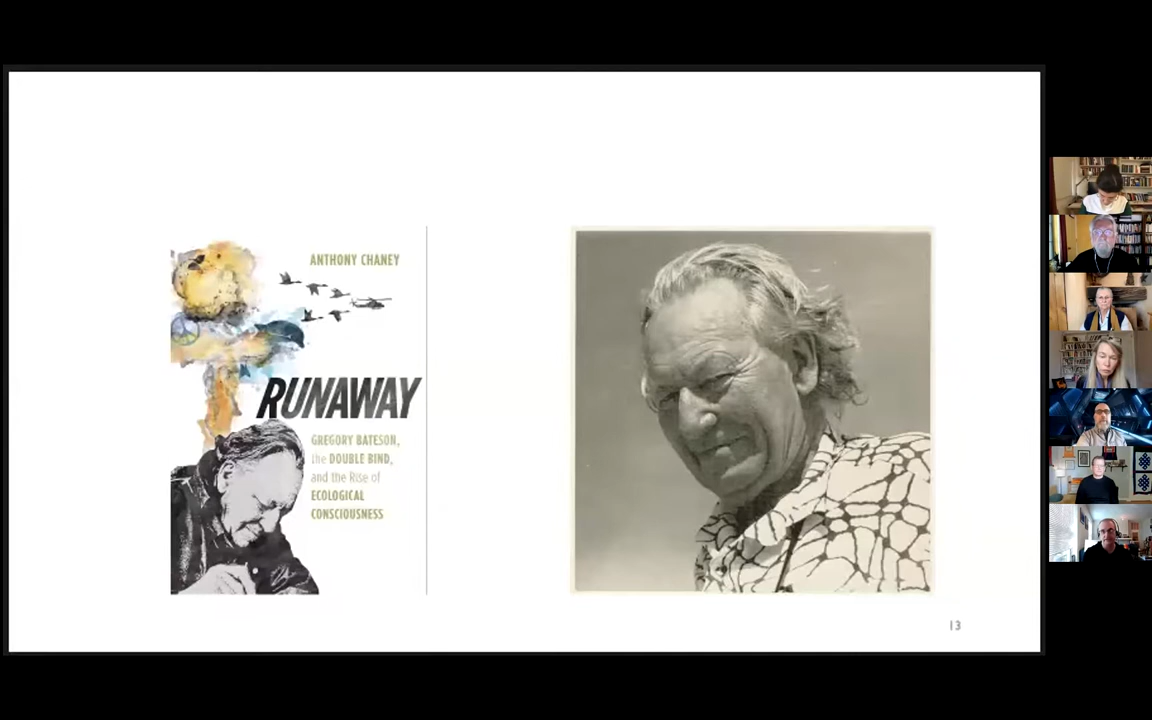 ANTHONY CHANEY
RUNAWAY
GREGORY BATESON,
the DOUBLE BIND,
and the Rise of
ECOLOGICAL
CONSCIOUSNESS
13